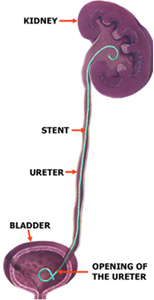 KIDNEY
STENT
URETER
BLADDER
OPENING OF
THE URETER